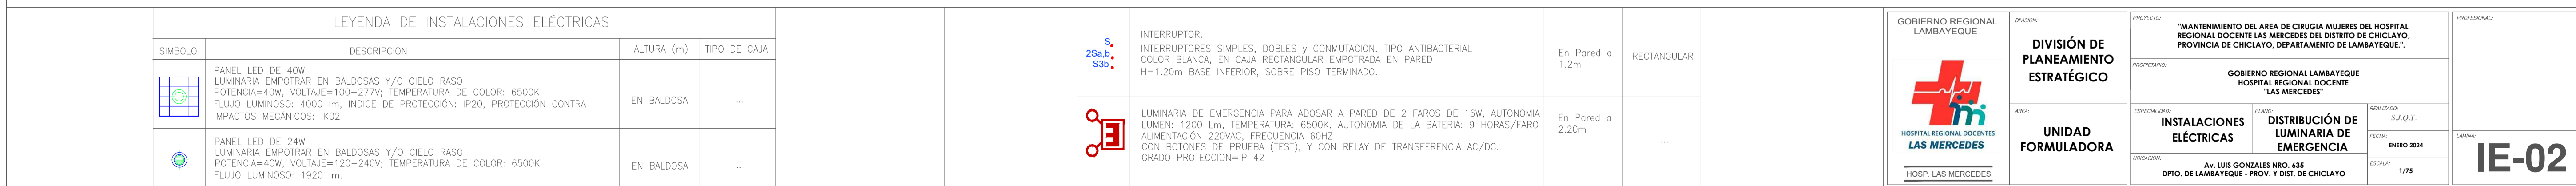 LEYENDA DE INSTALACIONES ELÉCTRICAS
SIMBOLO DESCRIPCION ALTURA (m) TIPO DE CAJA
PANEL LED DE 40W
LUMINARIA EMPOTRAR EN BALDOSAS Y/O CIELO RASO
POTENCIA=40W, VOLTAJE=100-277V; TEMPERATURA DE COLOR: 6500K
FLUJO LUMINOSO: 4000 lm, INDICE DE PROTECCIÓN: IP20, PROTECCIÓN CONTRA
IMPACTOS MECÁNICOS: IK02
EN BALDOSA ...
PANEL LED DE 24W
LUMINARIA EMPOTRAR EN BALDOSAS Y/O CIELO RASO
POTENCIA=40W, VOLTAJE=120-240V; TEMPERATURA DE COLOR: 6500K
FLUJO LUMINOSO: 1920 lm.
EN BALDOSA ...
S
2Sa,b
S3b
INTERRUPTOR.
INTERRUPTORES SIMPLES, DOBLES y CONMUTACION. TIPO ANTIBACTERIAL
COLOR BLANCA, EN CAJA RECTANGULAR EMPOTRADA EN PARED
H=1.20m BASE INFERIOR, SOBRE PISO TERMINADO.
En Pared a
1.2m
RECTANGULAR
E
LUMINARIA DE EMERGENCIA PARA ADOSAR A PARED DE 2 FAROS DE 16W, AUTONOMIA
LUMEN: 1200 Lm, TEMPERATURA: 6500K, AUTONOMIA DE LA BATERIA: 9 HORAS/FARO
ALIMENTACIÓN 220VAC, FRECUENCIA 60HZ
CON BOTONES DE PRUEBA (TEST), Y CON RELAY DE TRANSFERENCIA AC/DC.
GRADO PROTECCION=IP 42
En Pared a
2.20m
...
GOBIERNO REGIONAL
LAMBAYEQUE
HOSPITAL REGIONAL DOCENTES
LAS MERCEDES
HOSP. LAS MERCEDES
DIVISION:
DIVISIÓN DE
PLANEAMIENTO
ESTRATÉGICO
AREA:
UNIDAD
FORMULADORA
PROYECTO:
"MANTENIMIENTO DEL AREA DE CIRUGIA MUJERES DEL HOSPITAL
REGIONAL DOCENTE LAS MERCEDES DEL DISTRITO DE CHICLAYO,
PROVINCIA DE CHICLAYO, DEPARTAMENTO DE LAMBAYEQUE.".
PROPIETARIO:
GOBIERNO REGIONAL LAMBAYEQUE
HOSPITAL REGIONAL DOCENTE
"LAS MERCEDES"
ESPECIALIDAD:
INSTALACIONES
ELÉCTRICAS
PLANO:
DISTRIBUCIÓN DE
LUMINARIA DE
EMERGENCIA
REALIZADO:
S.J.Q.T.
FECHA:
ENERO 2024
UBICACION:
Av. LUIS GONZALES NRO. 635
DPTO. DE LAMBAYEQUE - PROV. Y DIST. DE CHICLAYO
ESCALA:
1/75
PROFESIONAL:
LAMINA:
IE-02